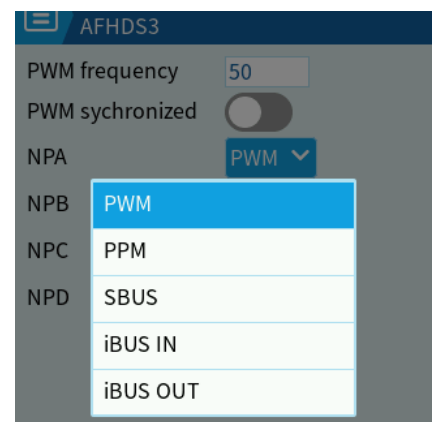 AFHDS3
PWM frequency 50
PWM sychronized
NPA PWM
NPB PWM
NPC PPM
NPD SBUS
iBUS IN
iBUS OUT